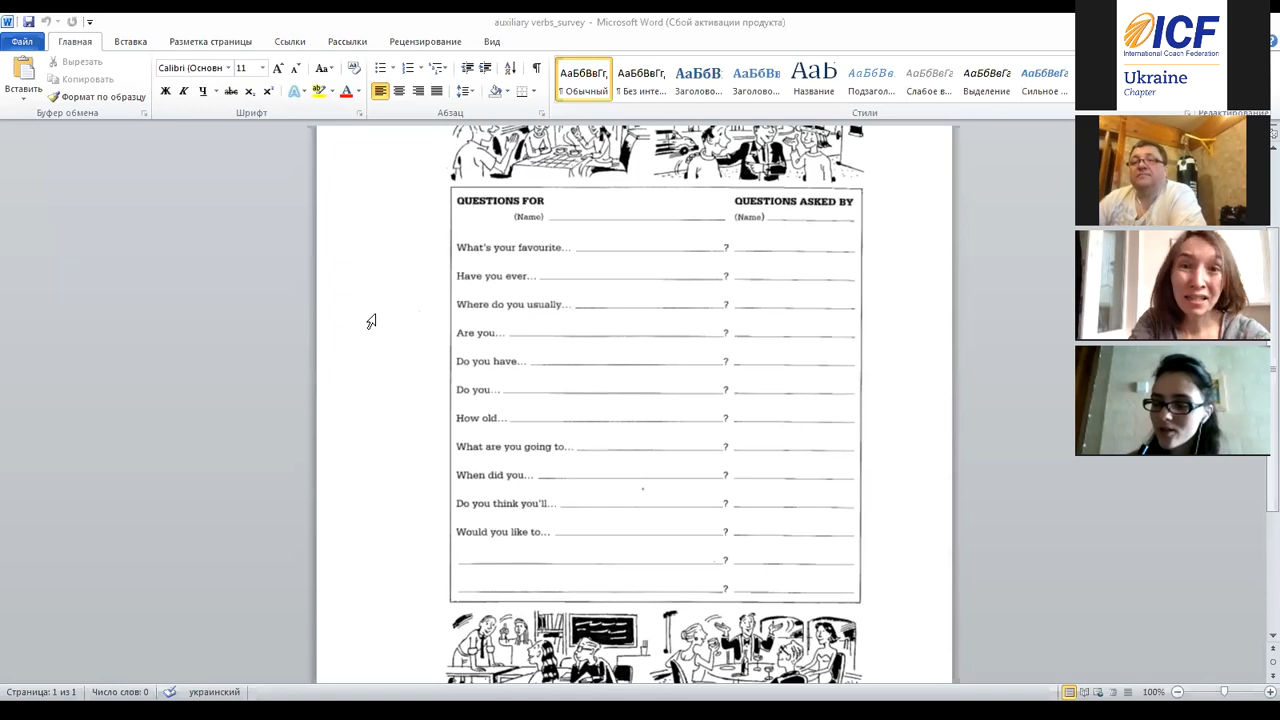 auxiliary verbs_survey - Microsoft Word (Сбой активации продукта)
Файл Главная Вставка Разметка страницы Ссылки Рассылки Рецензирование Вид
Вставить
Вырезать
Копировать
Формат по образцу
Буфер обмена
Calibri (Основн 11
Шрифт
Абзац
АаБбВвГг, АаБбВвГг, АаБбВ АаБбВв АаБ АаБбВв АаБбВвГг АаБбВвГг АаБбВвГг
¶ Обычный ¶ Без инте... Заголово... Заголово... Название Подзагол... Слабое в... Выделение Сильное ...
Стили
Редактирование
ICF
International Coach Federation
Ukraine
Chapter
QUESTIONS FOR QUESTIONS ASKED BY
(Name) (Name)
What's your favourite... ?
Have you ever... ?
Where do you usually... ?
Are you... ?
Do you have... ?
Do you... ?
How old... ?
What are you going to... ?
When did you... ?
Do you think you'll... ?
Would you like to... ?
?
?
Страница: 1 из 1 Число слов: 0 украинский 100%